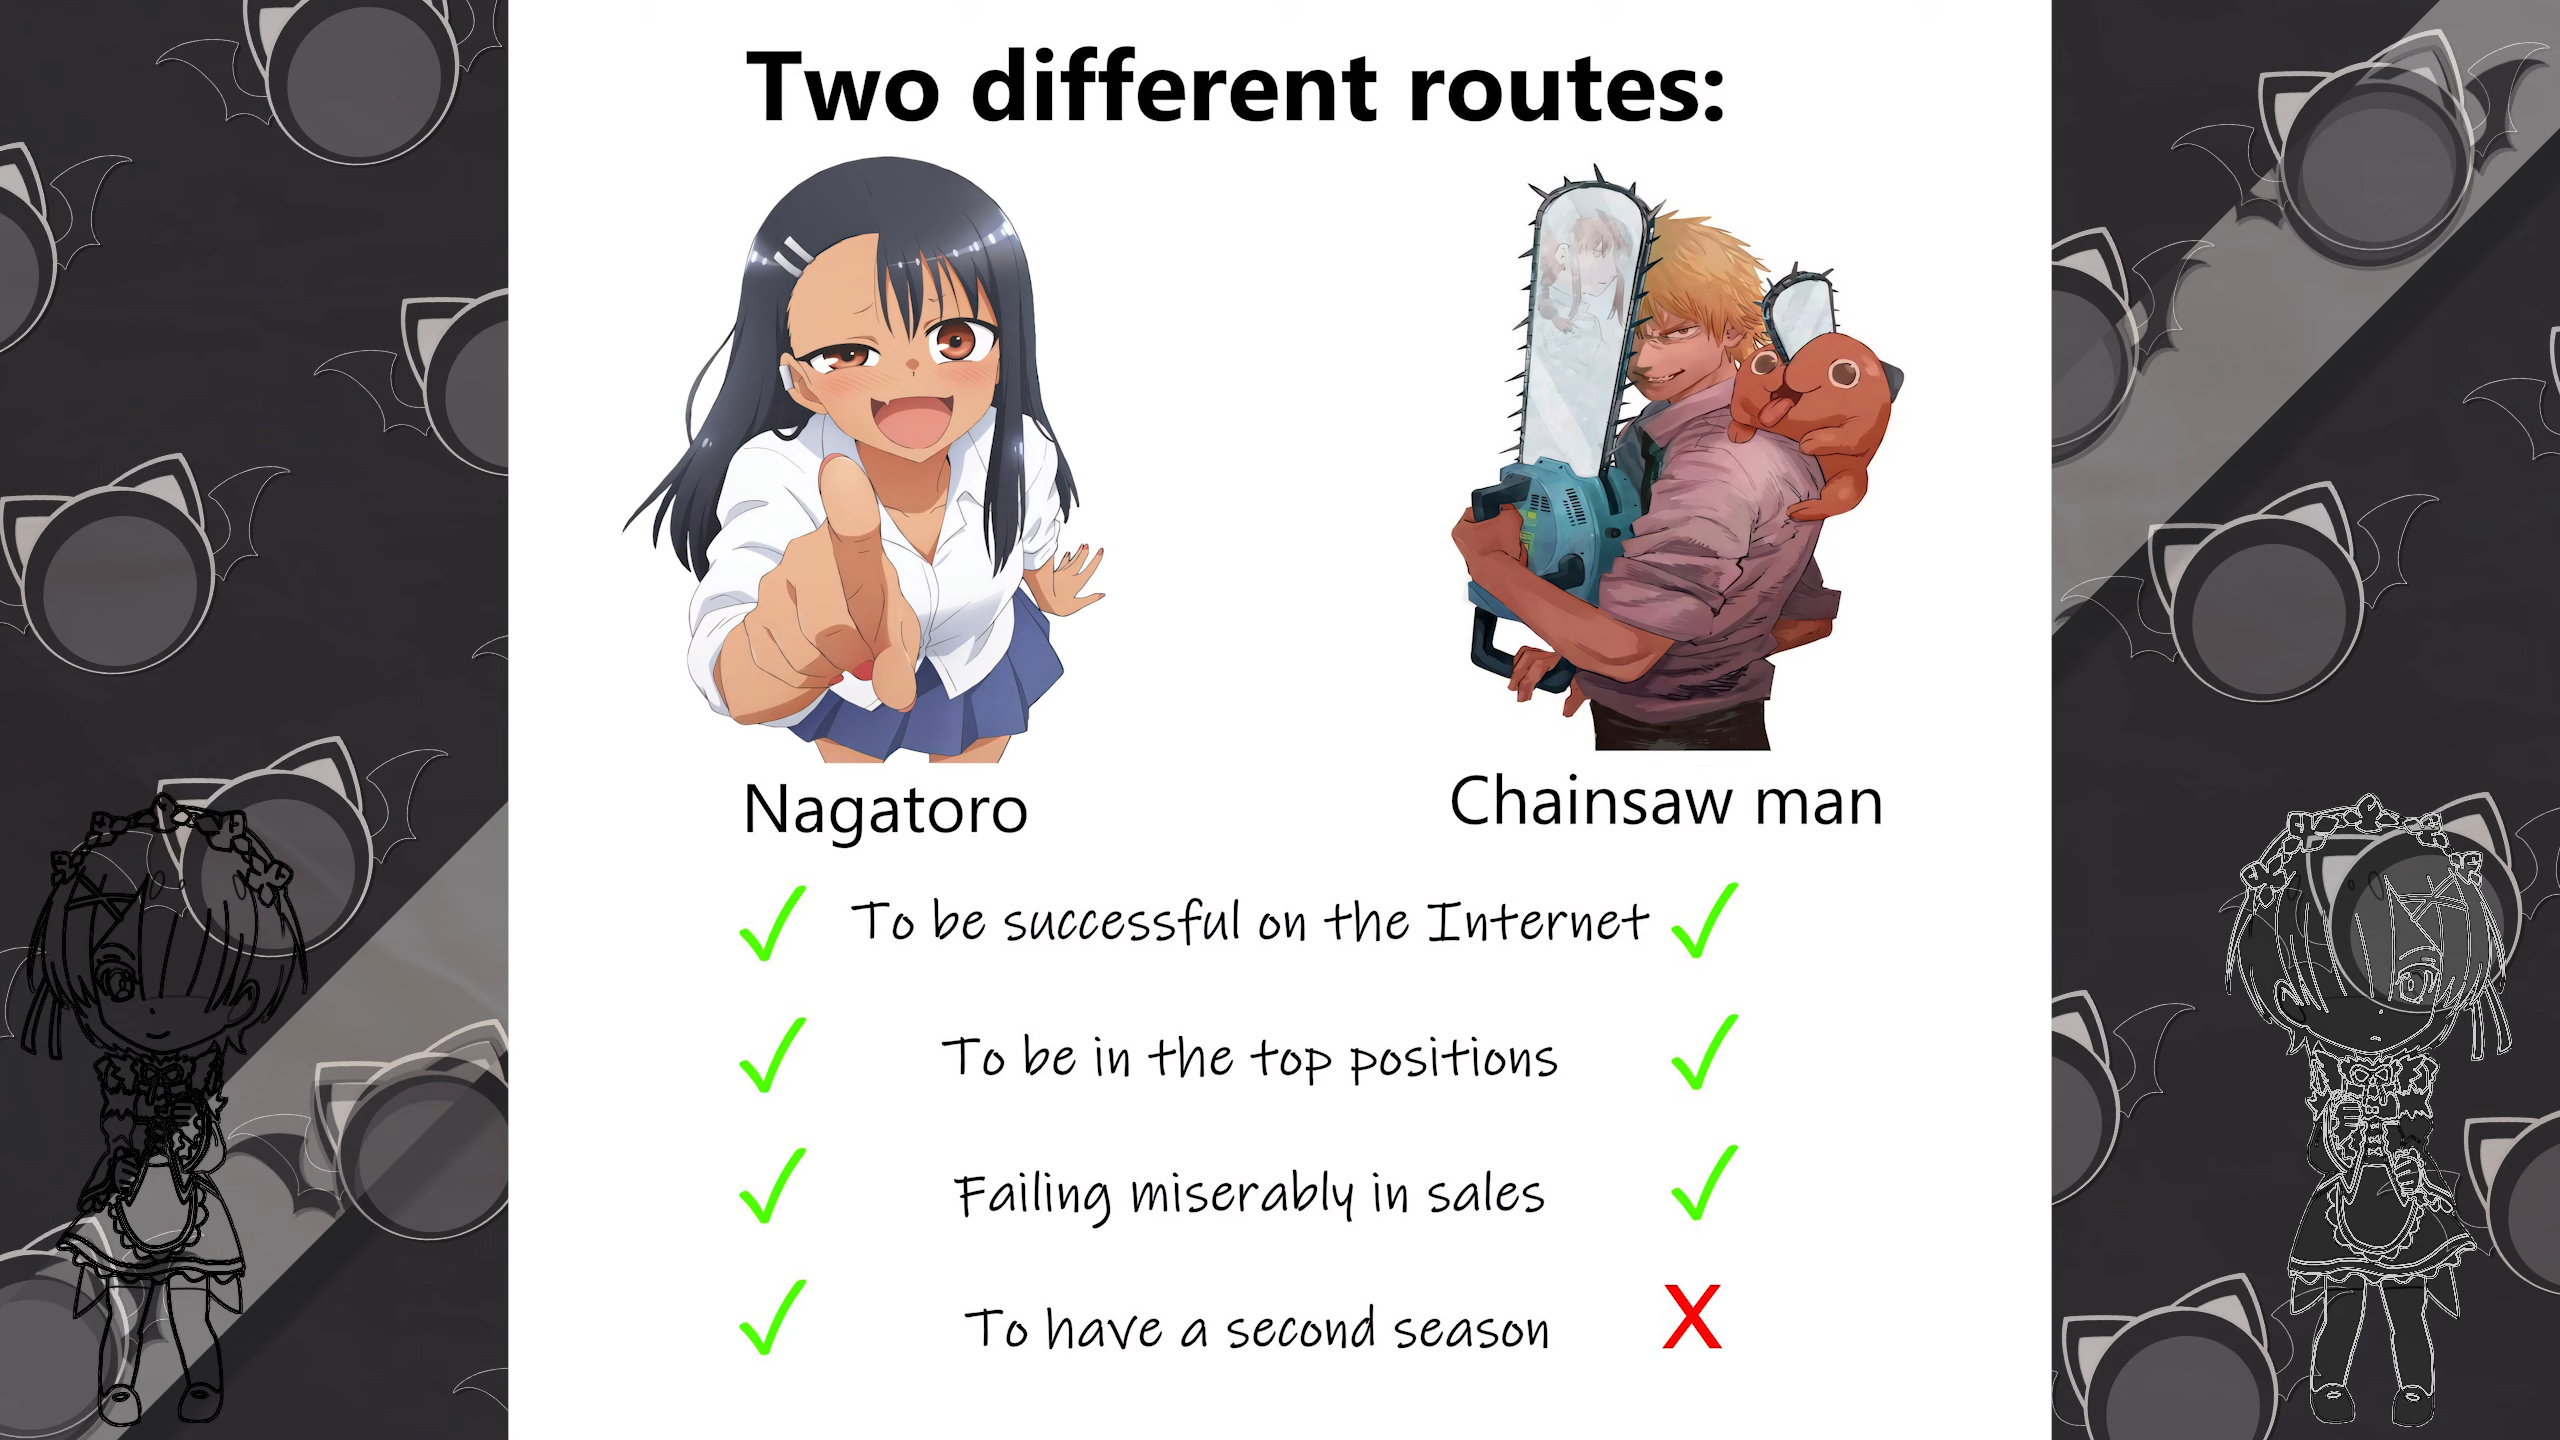 Two different routes:
Nagatoro
Chainsaw man
To be successful on the Internet
To be in the top positions
Failing miserably in sales
To have a second season
X